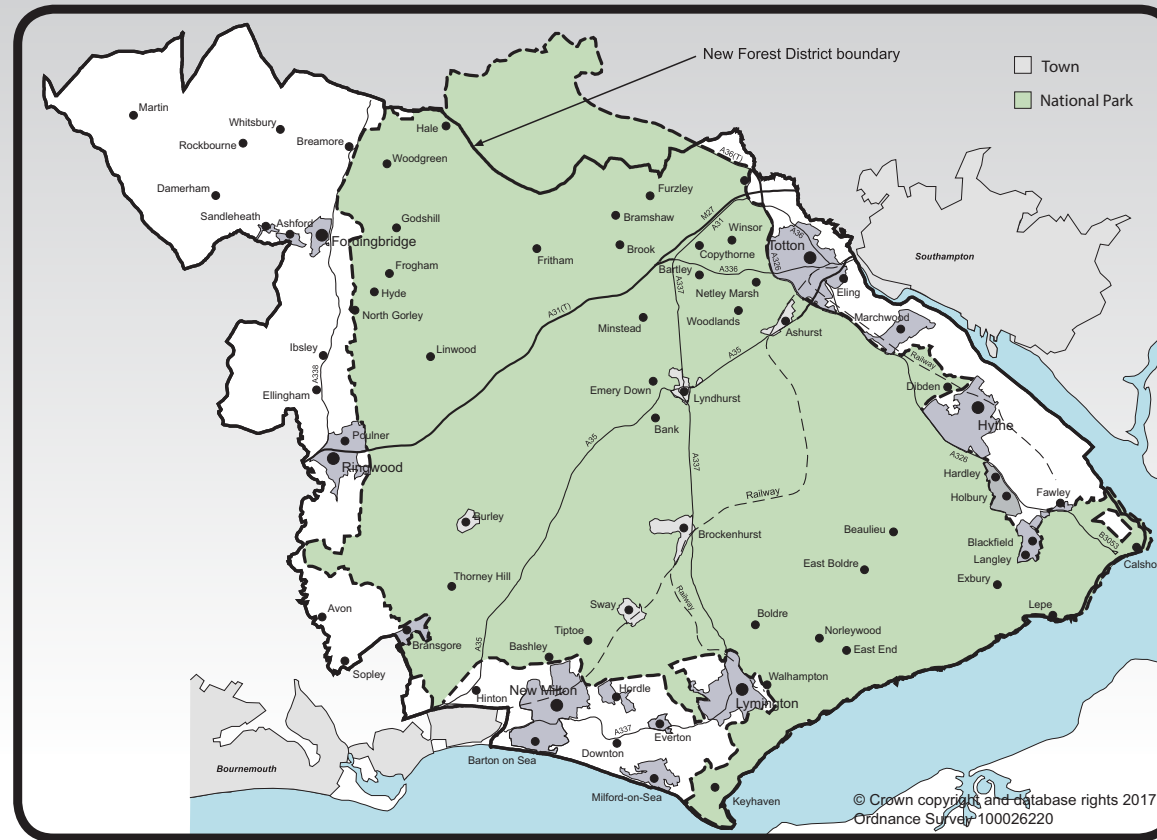 New Forest District boundary
Town
National Park
Martin
Whitsbury
Rockbourne
Breamore
Hale
Woodgreen
A36(T)
Damerham
Furzley
Sandleheath
Ashford
Fordingbridge
Godshill
Bramshaw
M27
A31
Winsor
A36
Totton
Southampton
Fritham
Brook
Copythorne
A326
Frogham
Bartley
A336
A337
Netley Marsh
Eling
Hyde
North Gorley
A31(T)
Minstead
Woodlands
Ashurst
Marchwood
Ibsley
Linwood
A35
Railway
A338
Ellingham
Emery Down
Lyndhurst
Dibden
Bank
Hythe
Poulner
A35
A337
Ringwood
A326
Hardley
Railway
Holbury
Fawley
Burley
Brockenhurst
Beaulieu
Blackfield
B3053
Langley
Calsho
East Boldre
Thorney Hill
Exbury
Railway
Sway
Avon
Boldre
Lepe
Tiptoe
Norleywood
Bransgore
A35
Bashley
East End
Sopley
Hinton
New Milton
Hordle
Walhampton
Lymington
A337
Everton
Barton on Sea
Downton
Bournemouth
Milford-on-Sea
Keyhaven
© Crown copyright and database rights 2017
Ordnance Survey 100026220